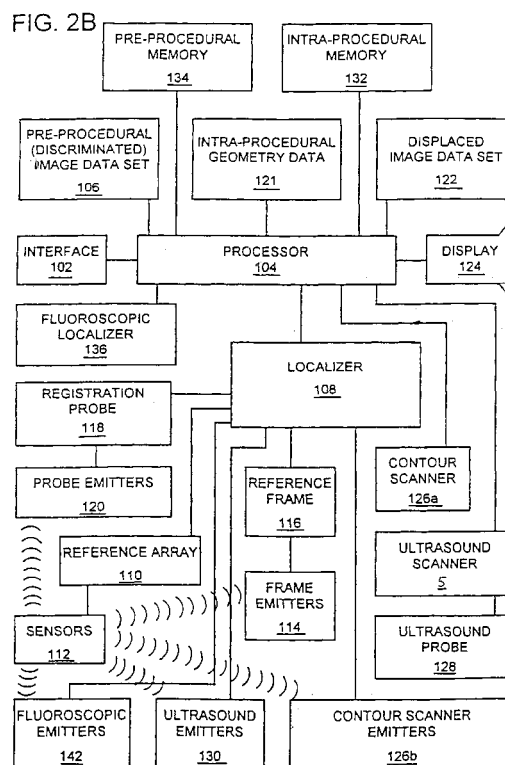 FIG. 2B
PRE-PROCEDURAL
MEMORY
134
INTRA-PROCEDURAL
MEMORY
132
PRE-PROCEDURAL
(DISCRIMINATED)
IMAGE DATA SET
106
INTRA-PROCEDURAL
GEOMETRY DATA
121
DISPLACED
IMAGE DATA SET
122
INTERFACE
102
PROCESSOR
104
DISPLAY
124
FLUOROSCOPIC
LOCALIZER
136
LOCALIZER
108
REGISTRATION
PROBE
118
PROBE EMITTERS
120
REFERENCE
FRAME
116
CONTOUR
SCANNER
126a
REFERENCE ARRAY
110
FRAME
EMITTERS
114
ULTRASOUND
SCANNER
5
SENSORS
112
ULTRASOUND
PROBE
128
FLUOROSCOPIC
EMITTERS
142
ULTRASOUND
EMITTERS
130
CONTOUR SCANNER
EMITTERS
126b